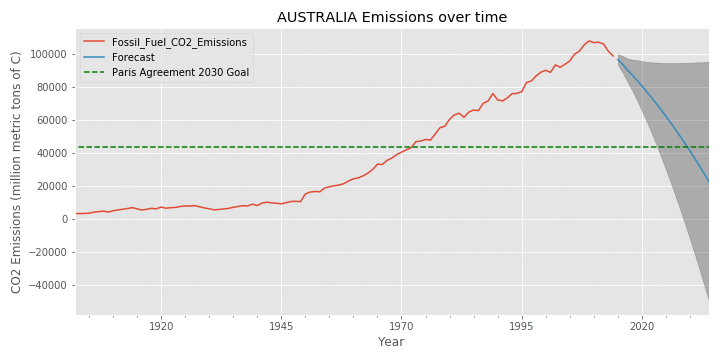 AUSTRALIA Emissions over time
Fossil_Fuel_CO2_Emissions
Forecast
Paris Agreement 2030 Goal
CO2 Emissions (million metric tons of C)
100000
80000
60000
40000
20000
0
−20000
−40000
1920
1945
1970
1995
2020
Year